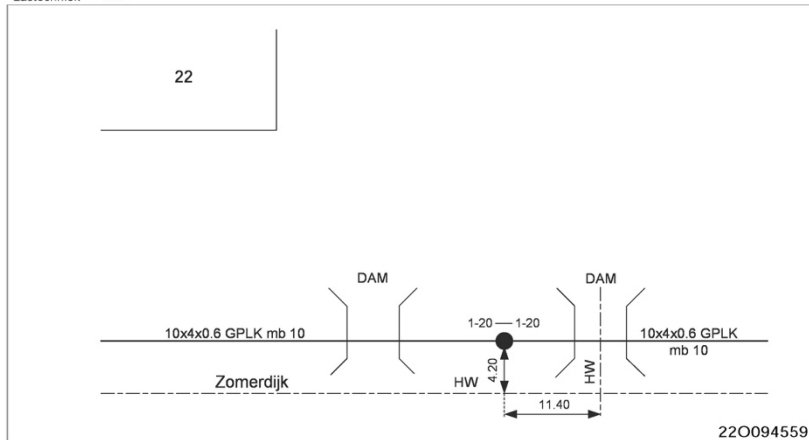 22
DAM
DAM
1-20 — 1-20
10x4x0.6 GPLK mb 10
10x4x0.6 GPLK
mb 10
4.20
HW
Zomerdijk
HW
11.40
22O094559